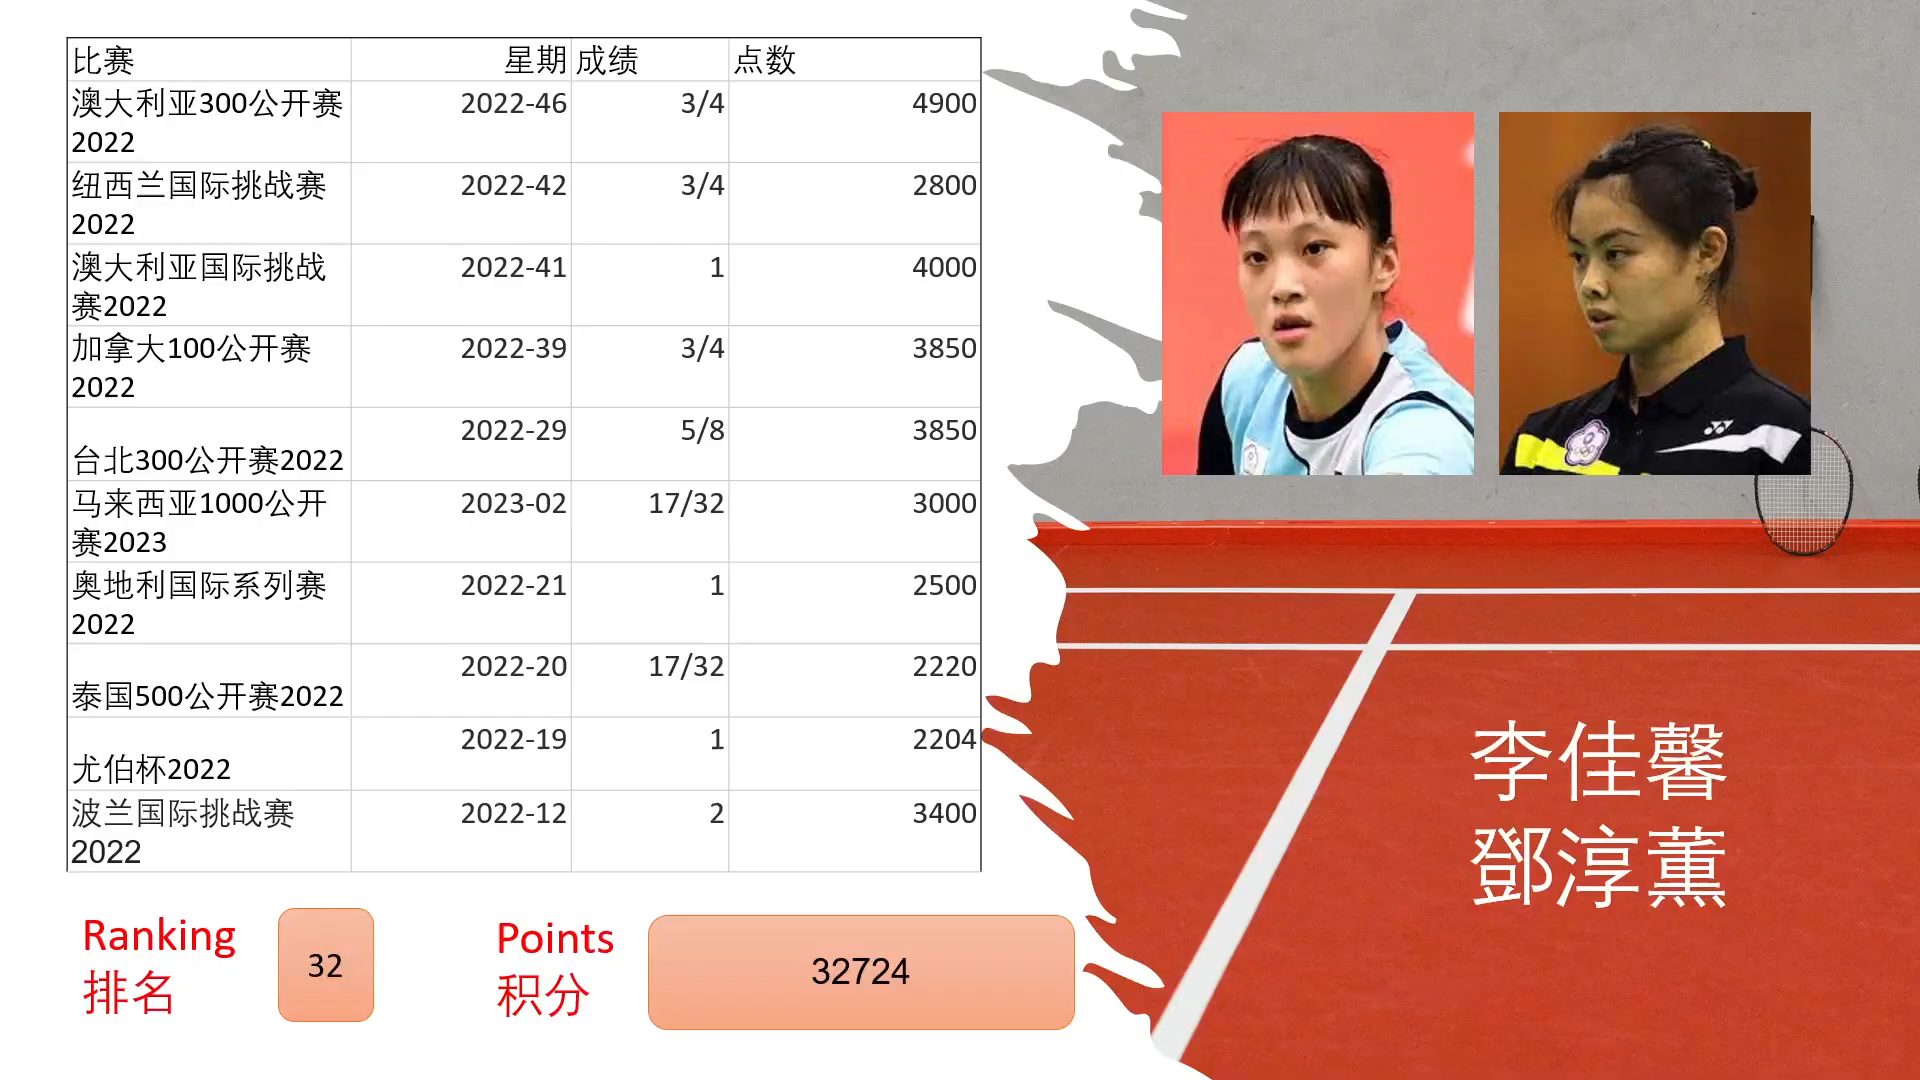 比赛 星期 成绩 点数
澳大利亚300公开赛 2022-46 3/4 4900
2022
纽西兰国际挑战赛 2022-42 3/4 2800
2022
澳大利亚国际挑战 2022-41 1 4000
赛2022
加拿大100公开赛 2022-39 3/4 3850
2022
台北300公开赛2022 2022-29 5/8 3850
马来西亚1000公开 2023-02 17/32 3000
赛2023
奥地利国际系列赛 2022-21 1 2500
2022
泰国500公开赛2022 2022-20 17/32 2220
尤伯杯2022 2022-19 1 2204
波兰国际挑战赛 2022-12 2 3400
2022
Ranking
排名
32
Points
积分
32724
李佳馨
鄧淳薰